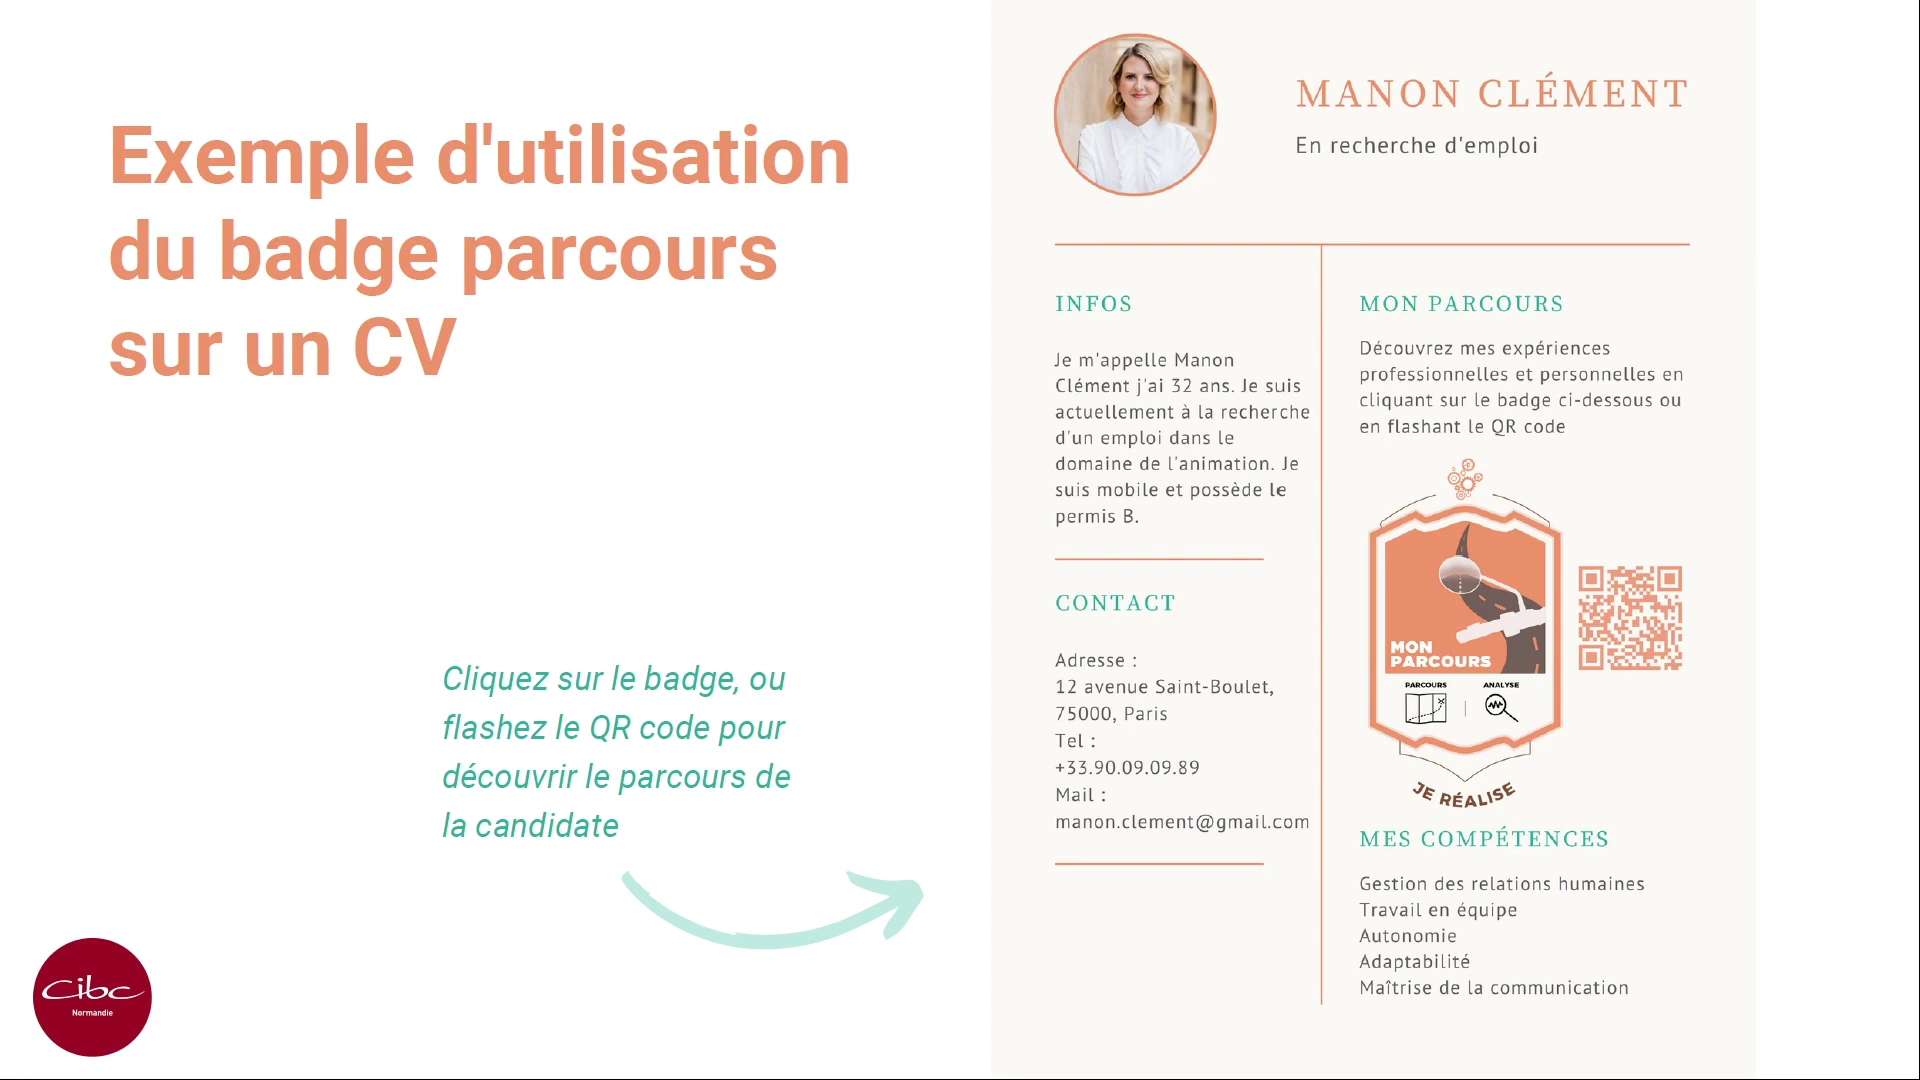 Exemple d'utilisation
du badge parcours
sur un CV
Cliquez sur le badge, ou
flashez le QR code pour
découvrir le parcours de
la candidate
cibc
Normandie
MANON CLÉMENT
En recherche d'emploi
INFOS
Je m'appelle Manon
Clément j'ai 32 ans. Je suis
actuellement à la recherche
d'un emploi dans le
domaine de l'animation. Je
suis mobile et possède le
permis B.
CONTACT
Adresse :
12 avenue Saint-Boulet,
75000, Paris
Tel :
+33.90.09.09.89
Mail :
manon.clement@gmail.com
MON PARCOURS
Découvrez mes expériences
professionnelles et personnelles en
cliquant sur le badge ci-dessous ou
en flashant le QR code
MON
PARCOURS
PARCOURS
ANALYSE
JE RÉALISE
MES COMPÉTENCES
Gestion des relations humaines
Travail en équipe
Autonomie
Adaptabilité
Maîtrise de la communication